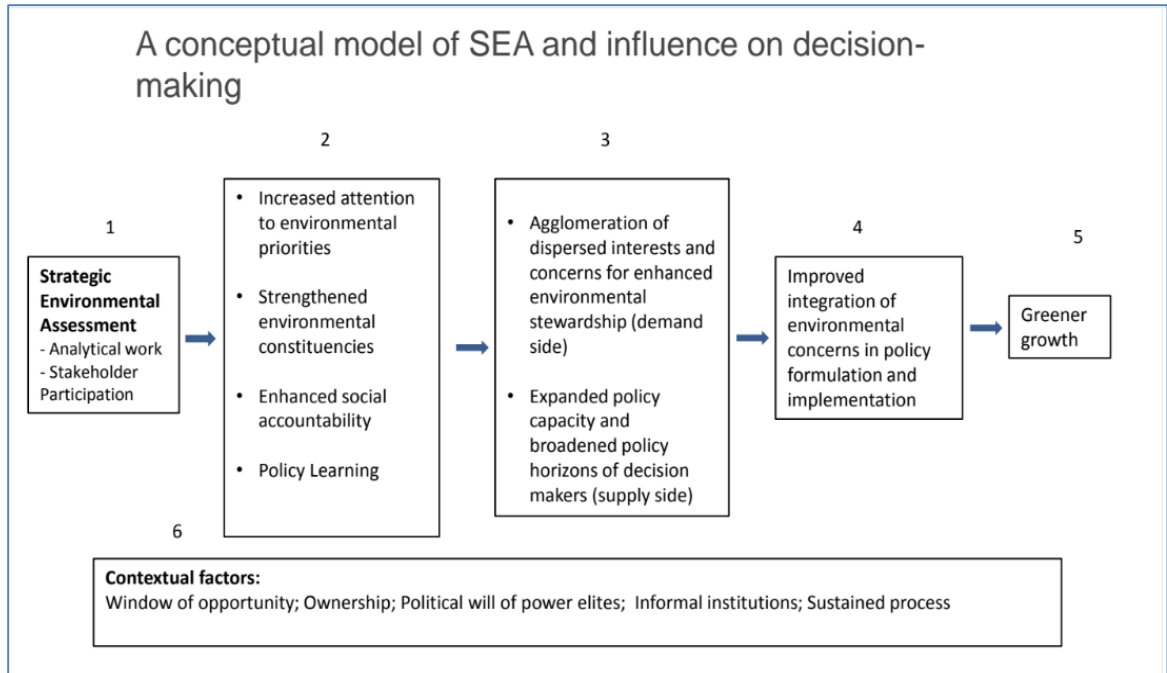 A conceptual model of SEA and influence on decision-
making
1
Strategic
Environmental
Assessment
- Analytical work
- Stakeholder
Participation
2
• Increased attention
to environmental
priorities
• Strengthened
environmental
constituencies
• Enhanced social
accountability
• Policy Learning
3
• Agglomeration of
dispersed interests and
concerns for enhanced
environmental
stewardship (demand
side)
• Expanded policy
capacity and
broadened policy
horizons of decision
makers (supply side)
4
Improved
integration of
environmental
concerns in policy
formulation and
implementation
5
Greener
growth
6
Contextual factors:
Window of opportunity; Ownership; Political will of power elites; Informal institutions; Sustained process